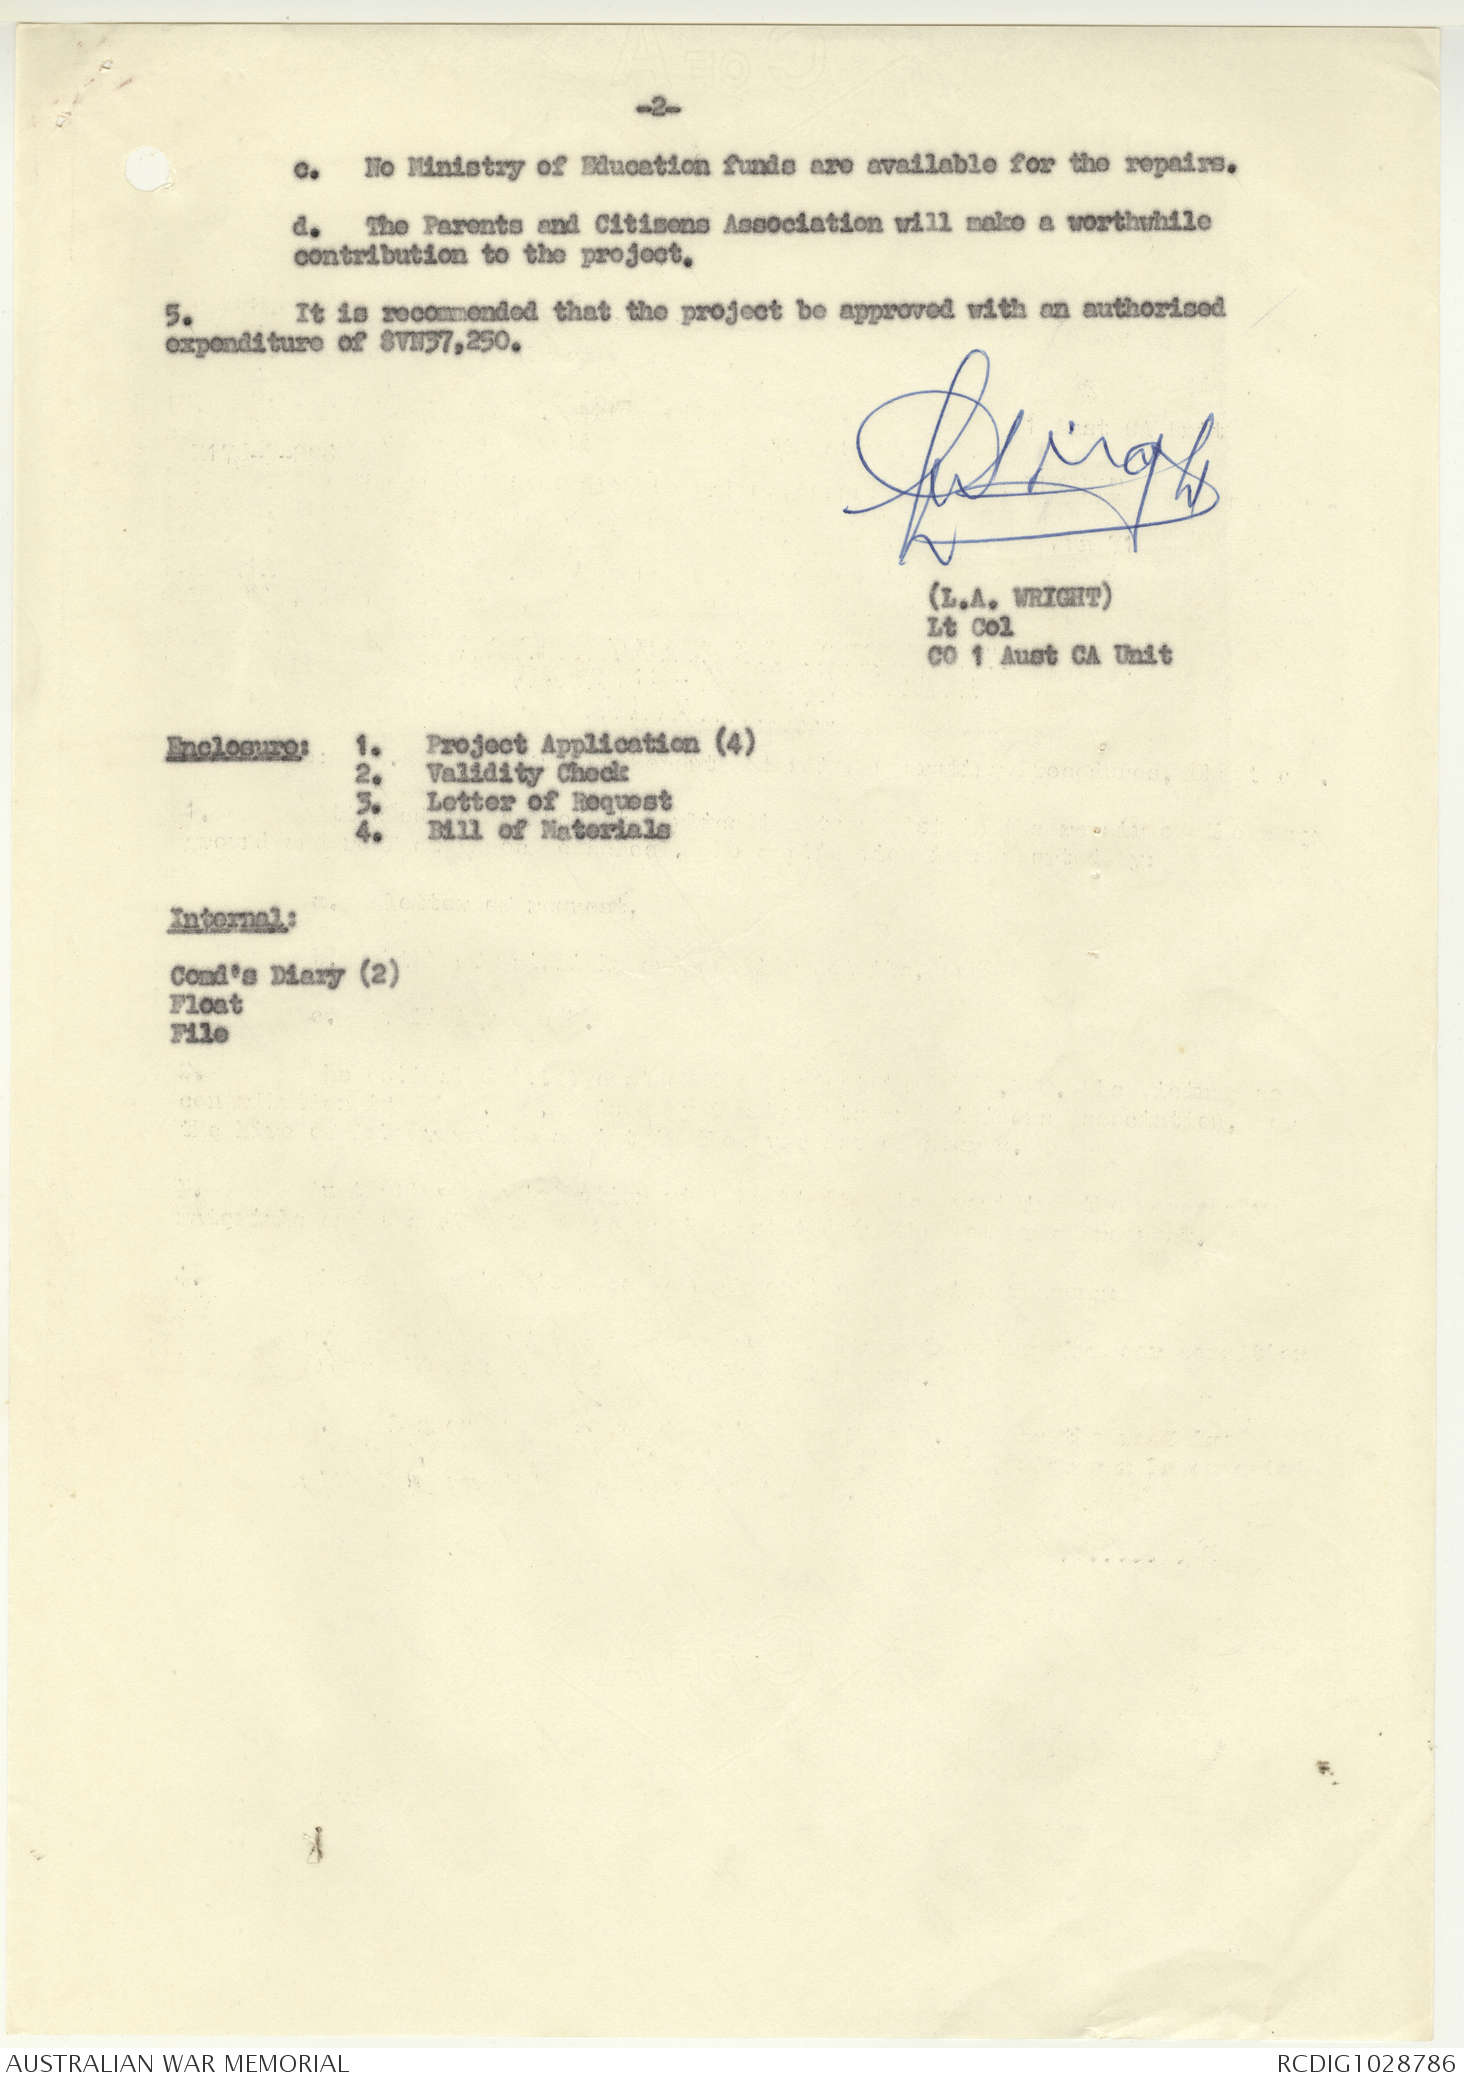 -2-
c. No Ministry of Education funds are available for the repairs.
d. The Parents and Citizens Association will make a worthwhile
contribution to the project.
5. It is recommended that the project be approved with an authorised
expenditure of $VN37,250.
(L.A. WRIGHT)
Lt Col
CO 1 Aust CA Unit
Enclosure: 1. Project Application (4)
2. Validity Check
3. Letter of Request
4. Bill of Materials
Internal:
Comd's Diary (2)
Float
File
AUSTRALIAN WAR MEMORIAL
RCDIG1028786